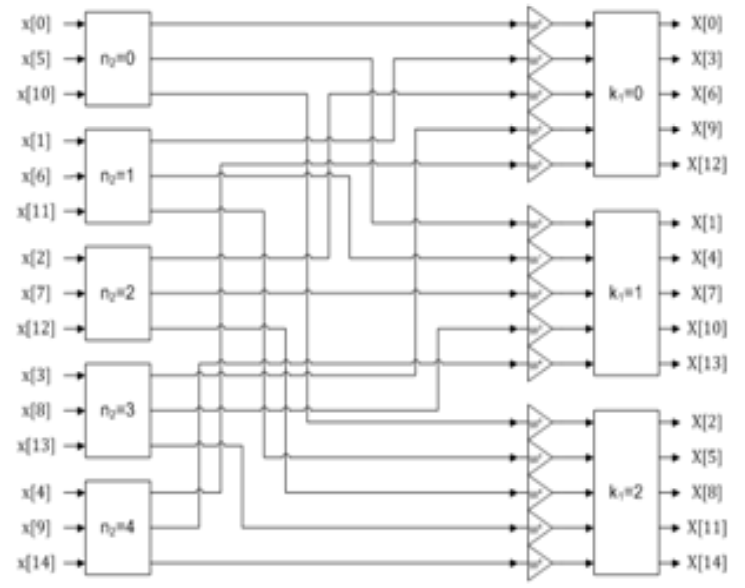 x[0] X[0]
x[5] n₂=0 X[3]
x[10] k₁=0 X[6]
x[1] X[9]
x[6] n₂=1 X[12]
x[11] X[1]
x[2] X[4]
x[7] n₂=2 k₁=1 X[7]
x[12] X[10]
x[3] X[13]
x[8] n₂=3 X[2]
x[13] X[5]
x[4] k₁=2 X[8]
x[9] n₂=4 X[11]
x[14] X[14]